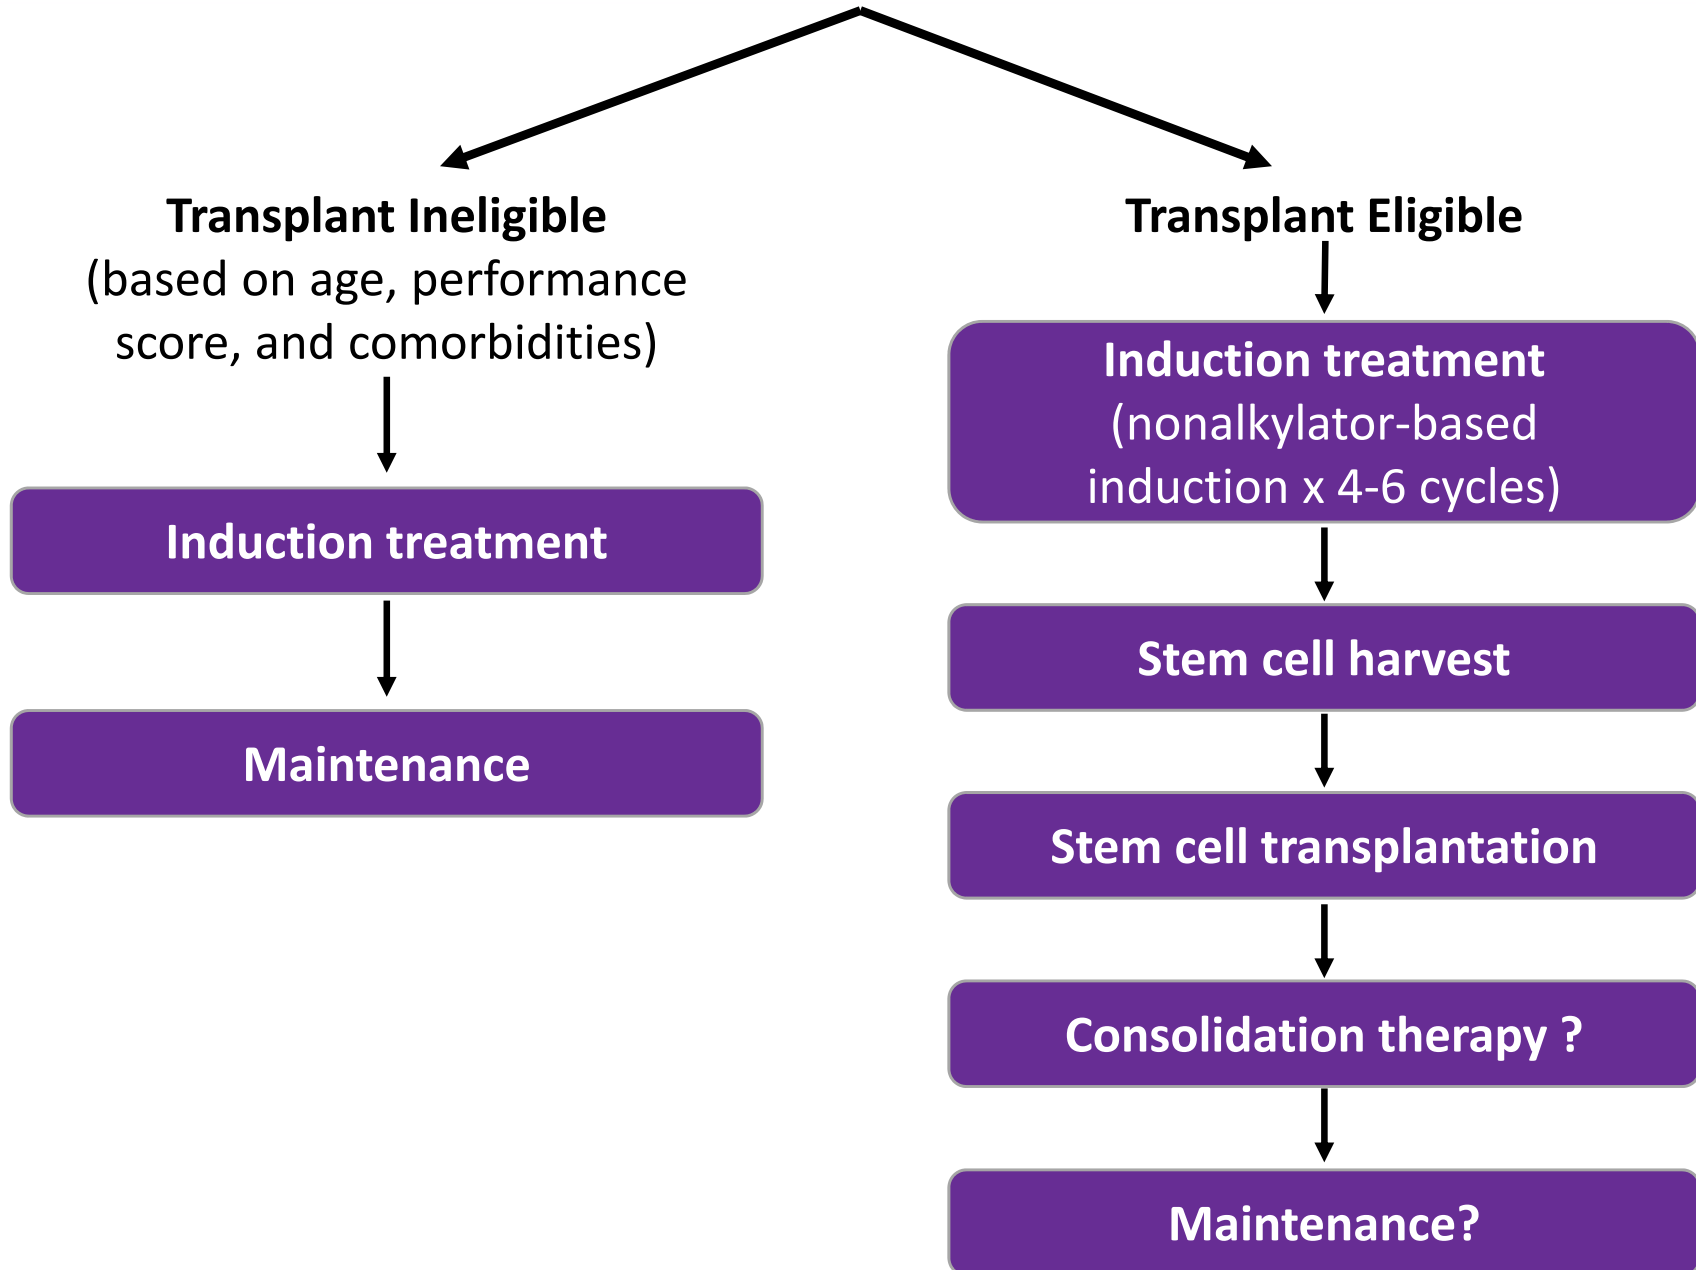 Transplant Ineligible
(based on age, performance
score, and comorbidities)
Induction treatment
Maintenance
Transplant Eligible
Induction treatment
(nonalkylator-based
induction x 4-6 cycles)
Stem cell harvest
Stem cell transplantation
Consolidation therapy ?
Maintenance?